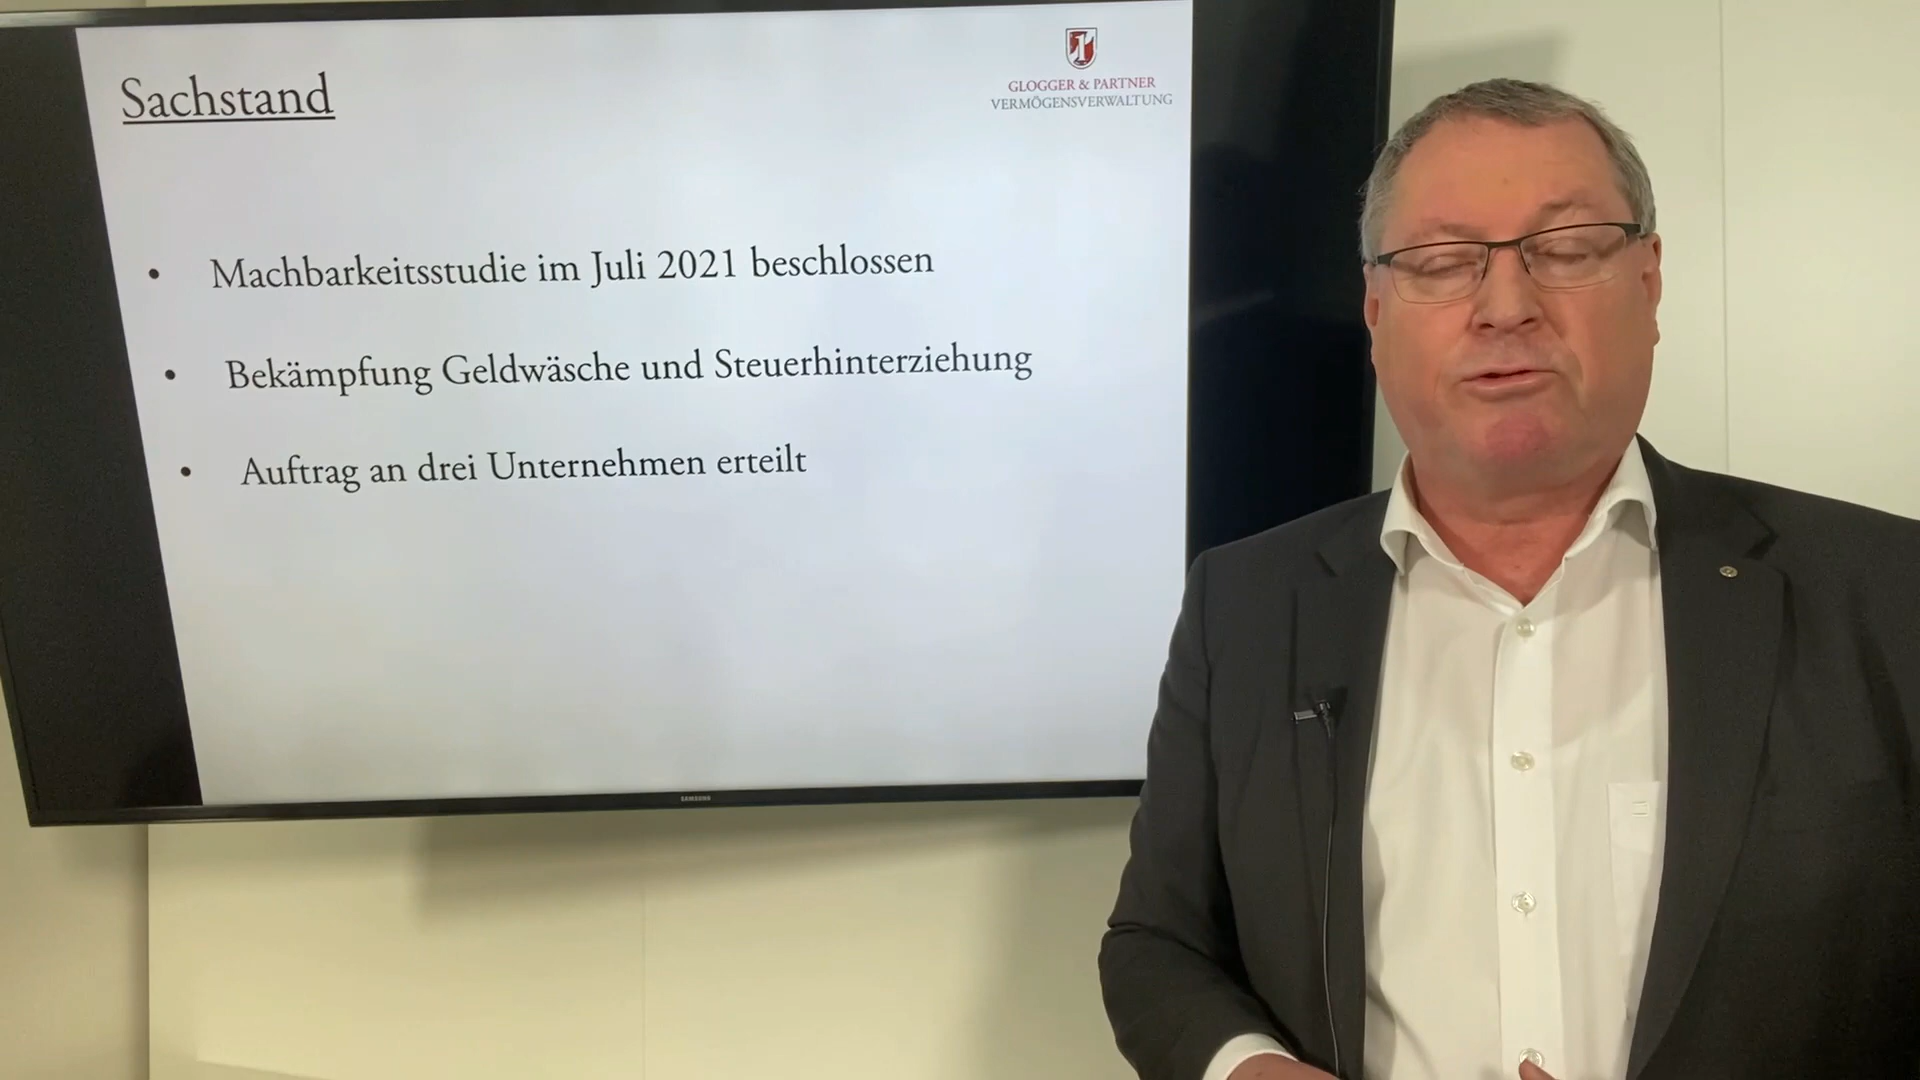 Sachstand
GLOGGER & PARTNER
VERMÖGENSVERWALTUNG
• Machbarkeitsstudie im Juli 2021 beschlossen
• Bekämpfung Geldwäsche und Steuerhinterziehung
• Auftrag an drei Unternehmen erteilt
SAMSUNG